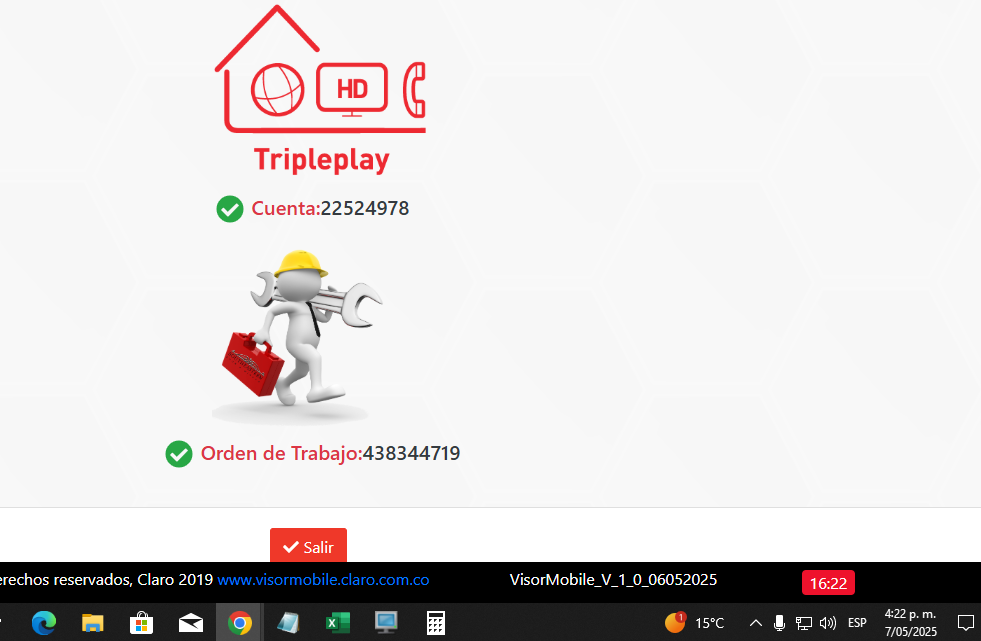 HD
Tripleplay
Cuenta:22524978
Orden de Trabajo:438344719
Salir
erechos reservados, Claro 2019 www.visormobile.claro.com.co
VisorMobile_V_1_0_06052025
16:22
1
15°C
ESP
4:22 p. m.
7/05/2025